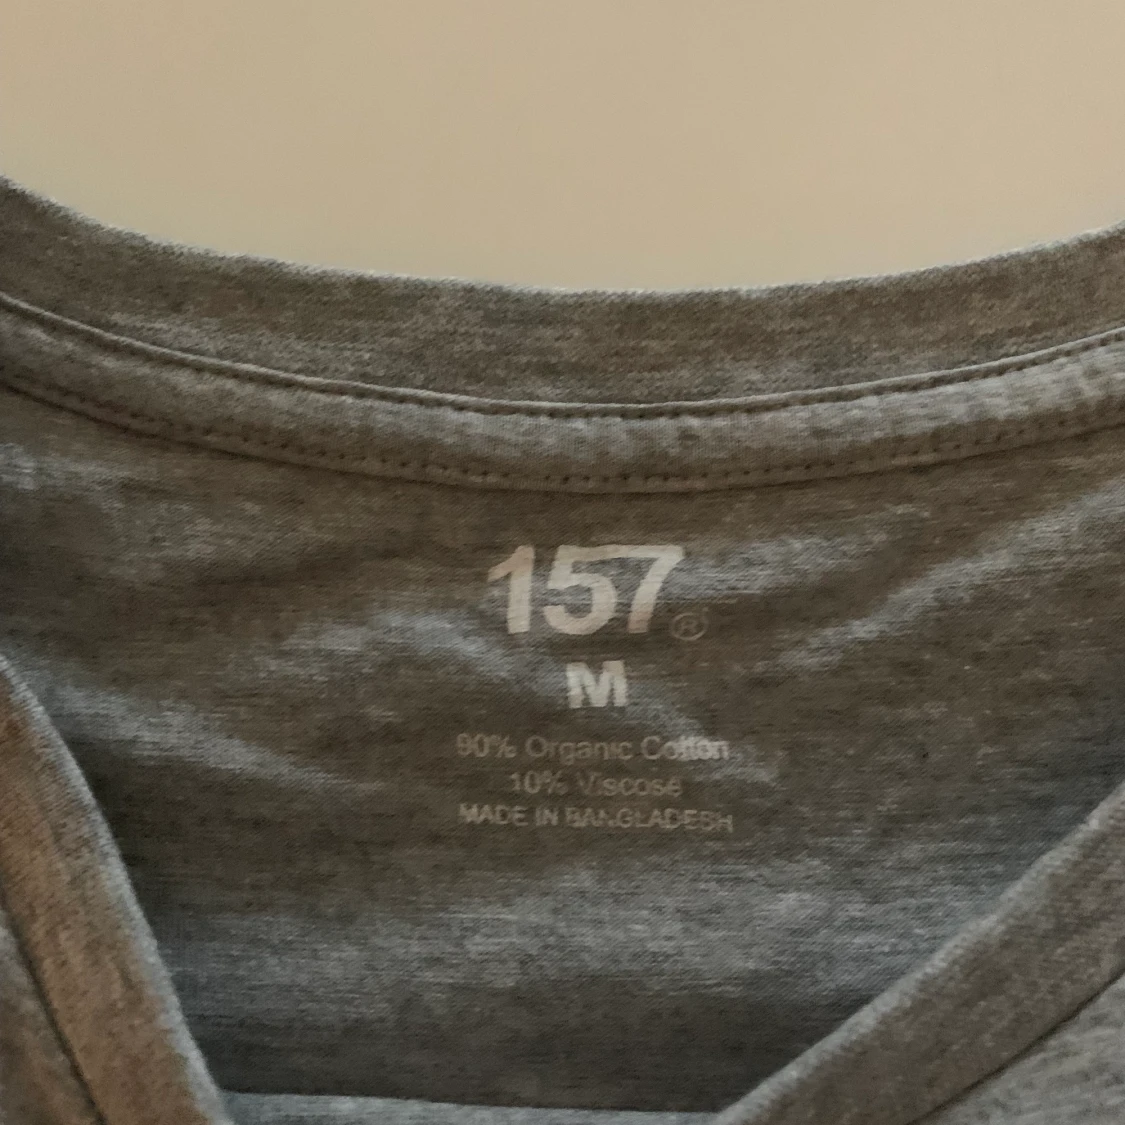 157®
M
90% Organic Cotton
10% Viscose
MADE IN BANGLADESH